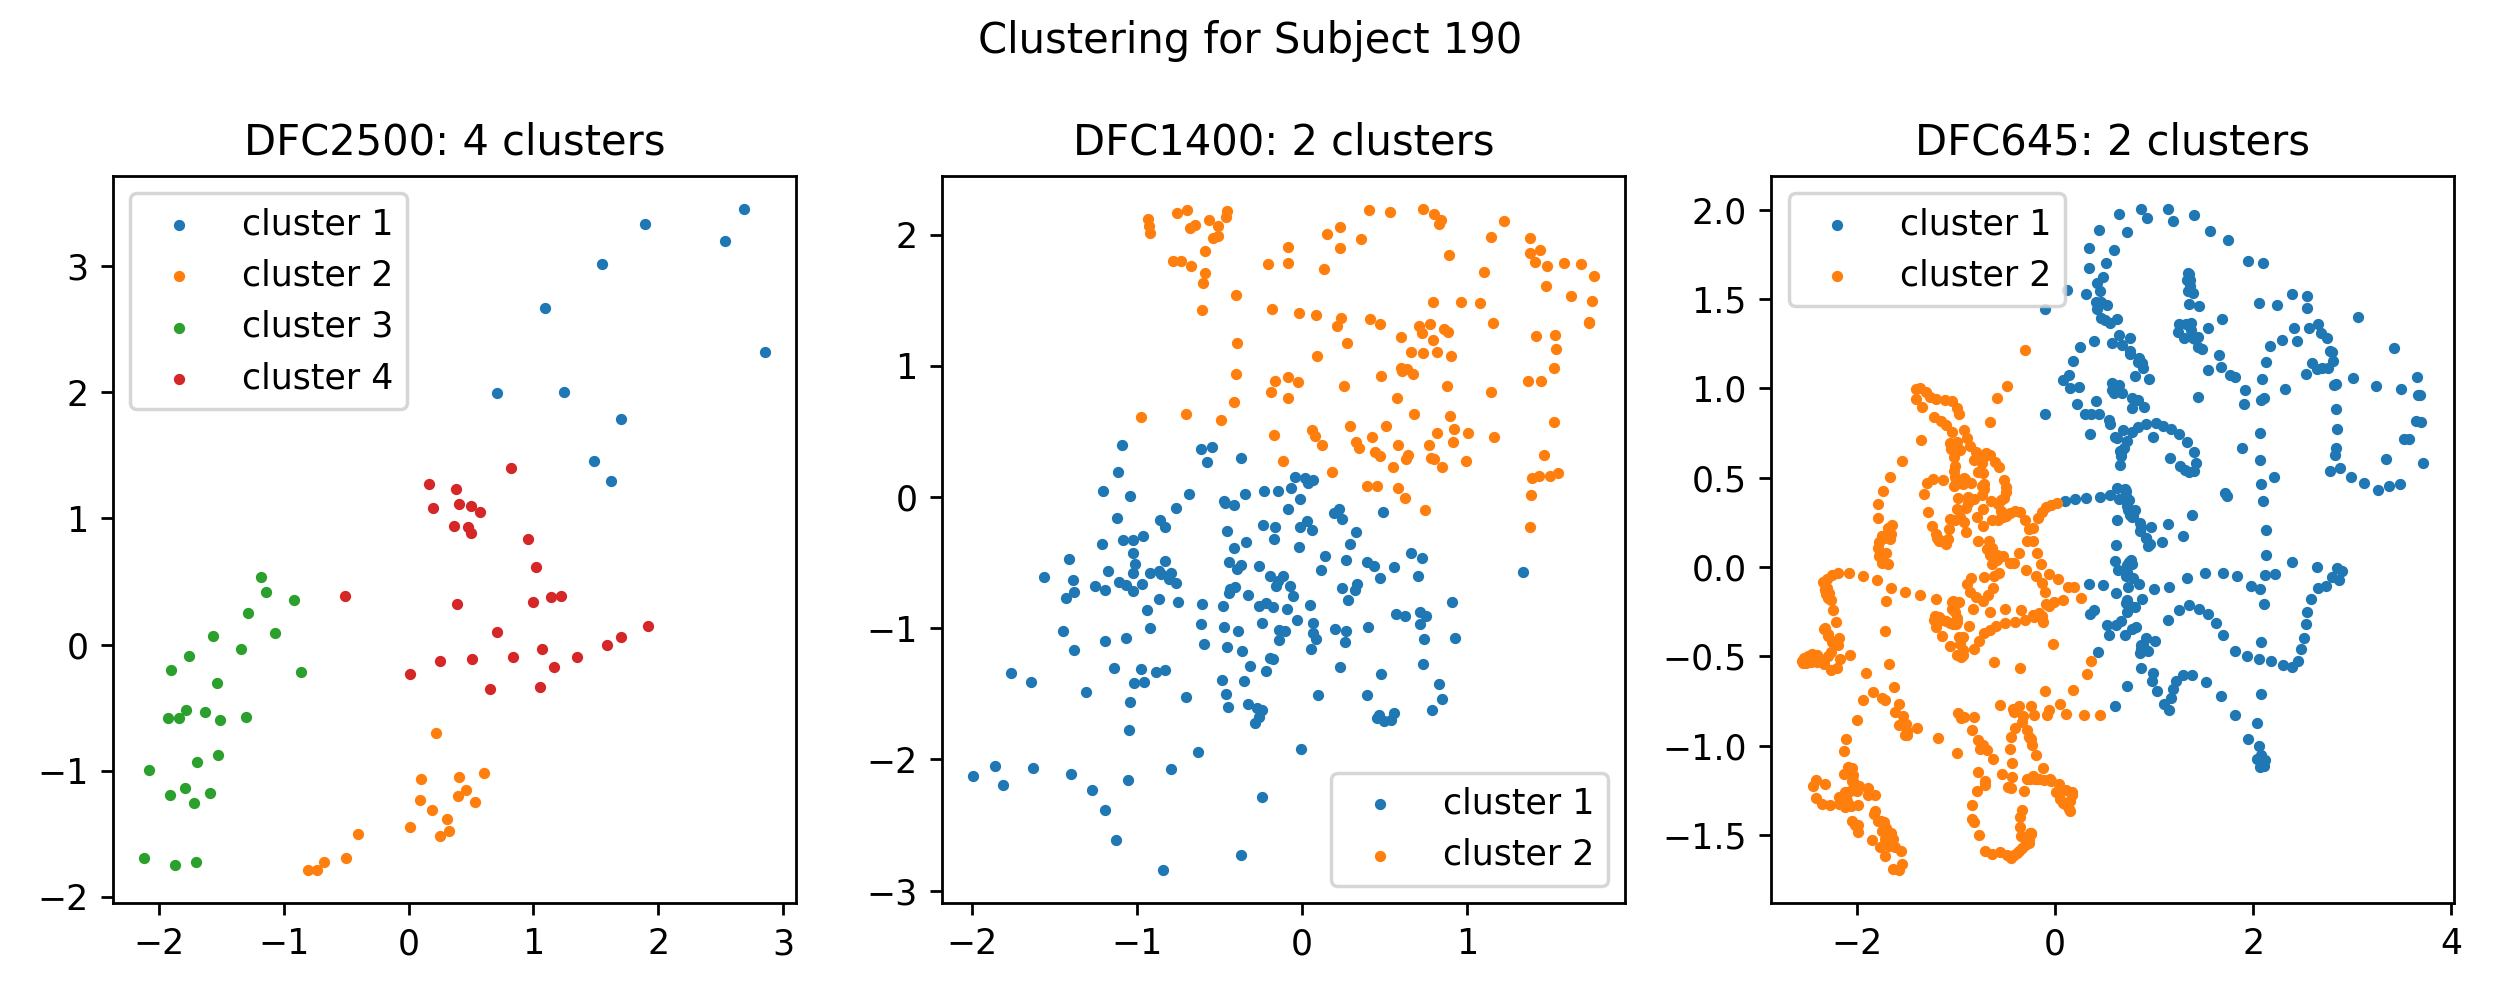 Clustering for Subject 190
DFC2500: 4 clusters
cluster 1
cluster 2
cluster 3
cluster 4
3
2
1
0
−1
−2
−2
−1
0
1
2
3
DFC1400: 2 clusters
2
1
0
−1
−2
−3
cluster 1
cluster 2
−2
−1
0
1
DFC645: 2 clusters
cluster 1
cluster 2
2.0
1.5
1.0
0.5
0.0
−0.5
−1.0
−1.5
−2
0
2
4